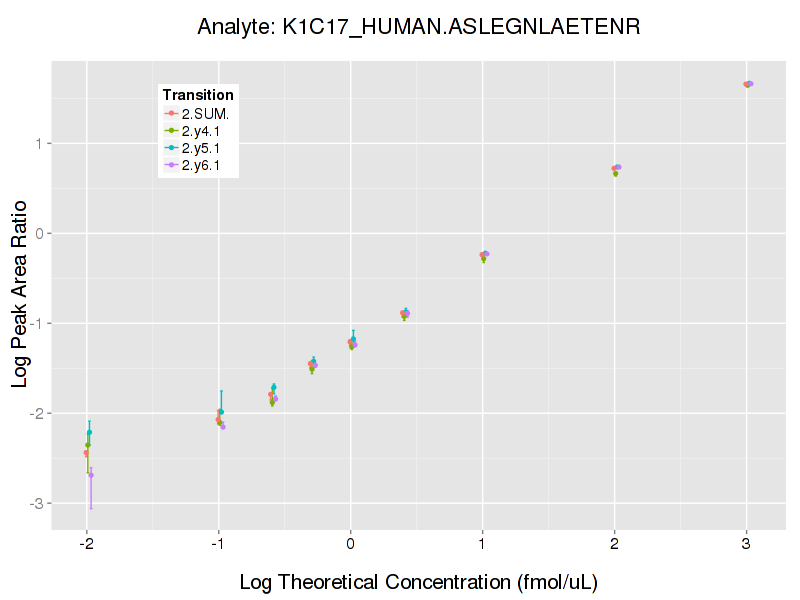 Analyte: K1C17_HUMAN.ASLEGNLAETENR
Transition
2.SUM.
2.y4.1
2.y5.1
2.y6.1
Log Peak Area Ratio
1
0
-1
-2
-3
-2 -1 0 1 2 3
Log Theoretical Concentration (fmol/uL)